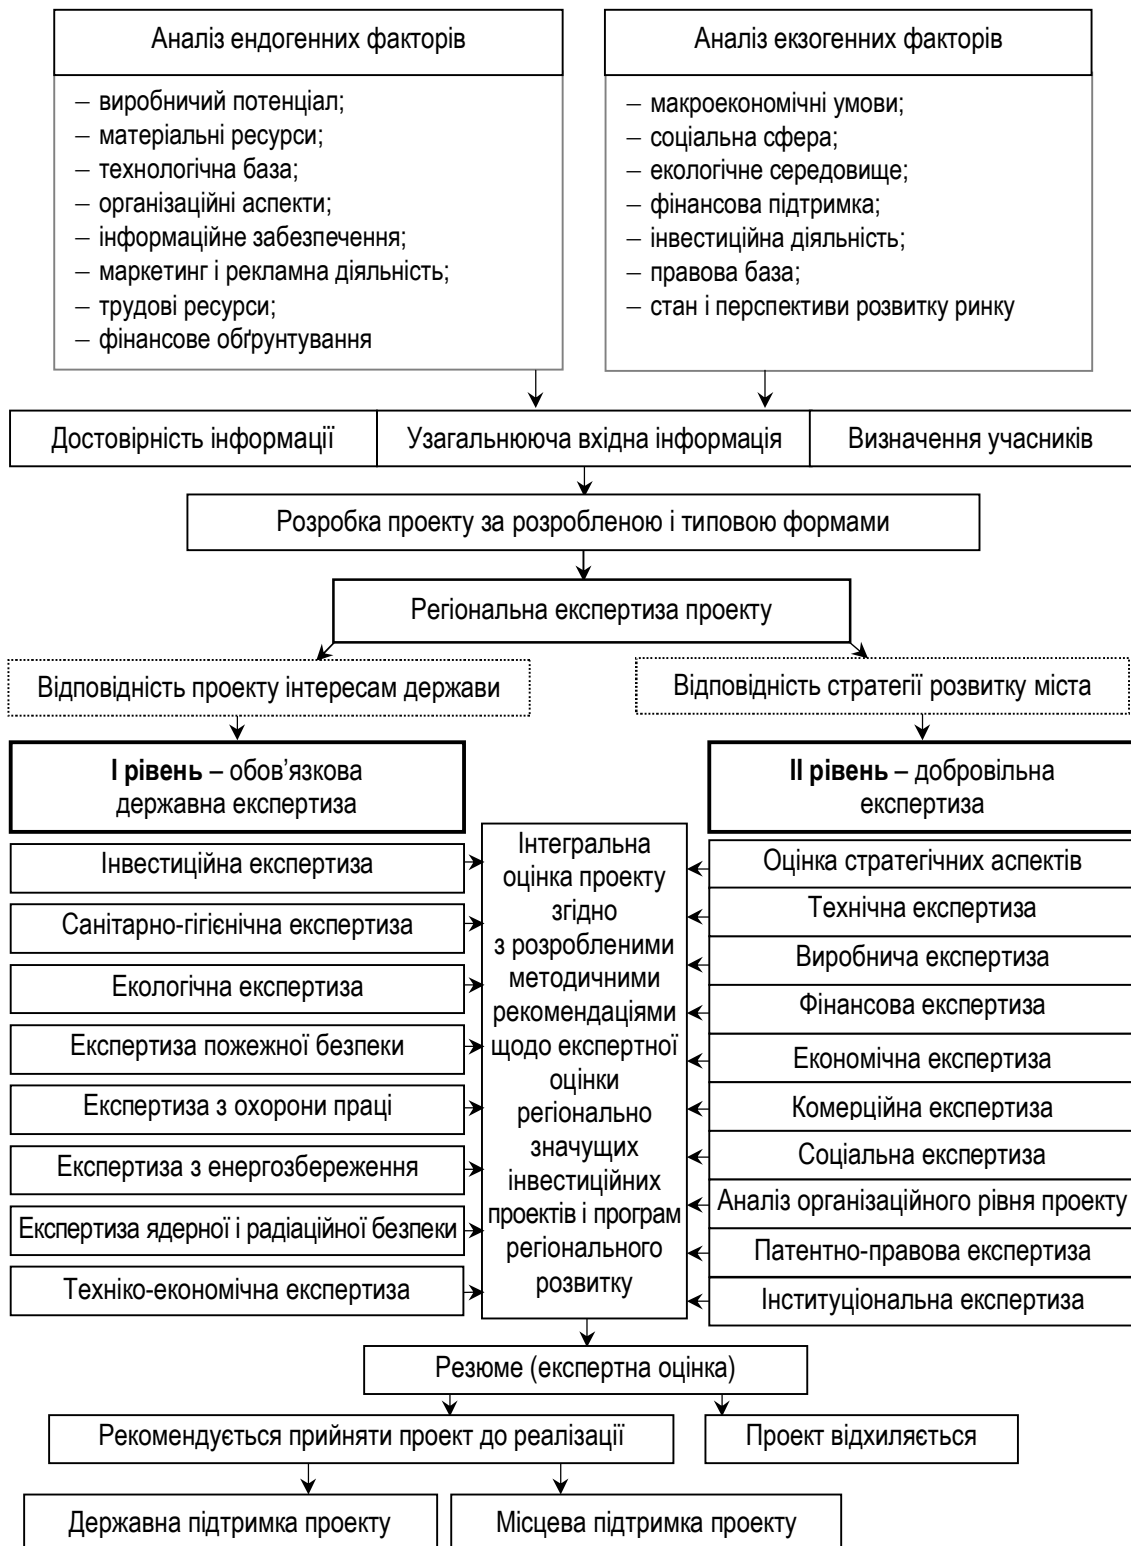 Аналіз ендогенних факторів
– виробничий потенціал;
– матеріальні ресурси;
– технологічна база;
– організаційні аспекти;
– інформаційне забезпечення;
– маркетинг і рекламна діяльність;
– трудові ресурси;
– фінансове обґрунтування
Аналіз екзогенних факторів
– макроекономічні умови;
– соціальна сфера;
– екологічне середовище;
– фінансова підтримка;
– інвестиційна діяльність;
– правова база;
– стан і перспективи розвитку ринку
Достовірність інформації
Узагальнююча вхідна інформація
Визначення учасників
Розробка проекту за розробленою і типовою формами
Регіональна експертиза проекту
Відповідність проекту інтересам держави
Відповідність стратегії розвитку міста
І рівень – обов’язкова
державна експертиза
ІІ рівень – добровільна
експертиза
Інвестиційна експертиза
Санітарно-гігієнічна експертиза
Екологічна експертиза
Експертиза пожежної безпеки
Експертиза з охорони праці
Експертиза з енергозбереження
Експертиза ядерної і радіаційної безпеки
Техніко-економічна експертиза
Інтегральна
оцінка проекту
згідно
з розробленими
методичними
рекомендаціями
щодо експертної
оцінки
регіонально
значущих
інвестиційних
проектів і програм
регіонального
розвитку
Оцінка стратегічних аспектів
Технічна експертиза
Виробнича експертиза
Фінансова експертиза
Економічна експертиза
Комерційна експертиза
Соціальна експертиза
Аналіз організаційного рівня проекту
Патентно-правова експертиза
Інституціональна експертиза
Резюме (експертна оцінка)
Рекомендується прийняти проект до реалізації
Проект відхиляється
Державна підтримка проекту
Місцева підтримка проекту